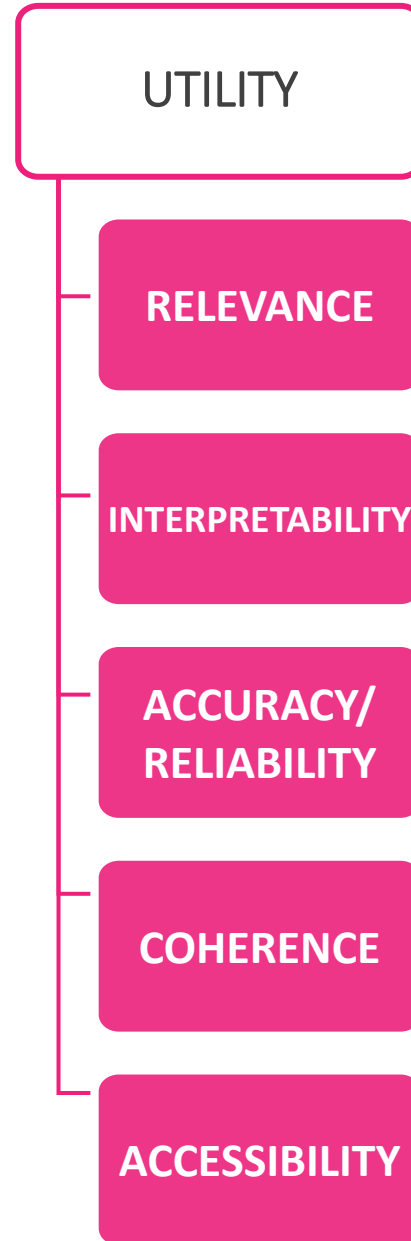 UTILITY
RELEVANCE
INTERPRETABILITY
ACCURACY/
RELIABILITY
COHERENCE
ACCESSIBILITY